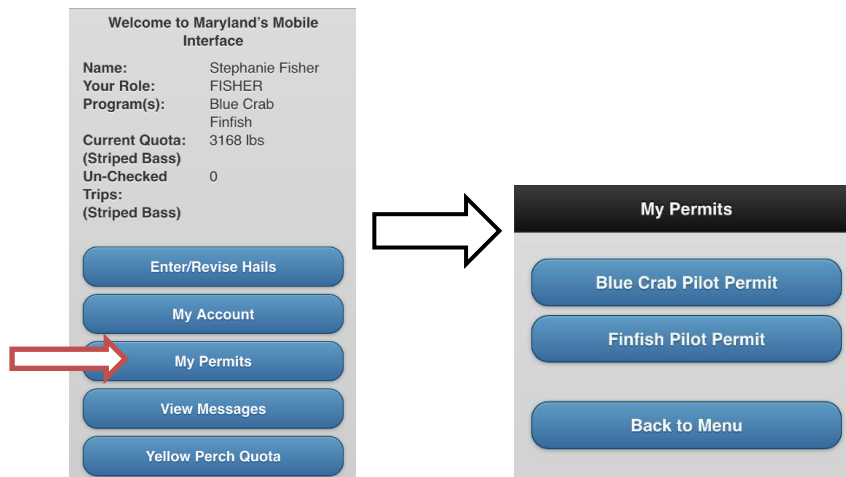 Welcome to Maryland's Mobile
Interface
Name: Stephanie Fisher
Your Role: FISHER
Program(s): Blue Crab
Finfish
Current Quota: 3168 lbs
(Striped Bass)
Un-Checked 0
Trips:
(Striped Bass)
Enter/Revise Hails
My Account
My Permits
View Messages
Yellow Perch Quota
My Permits
Blue Crab Pilot Permit
Finfish Pilot Permit
Back to Menu